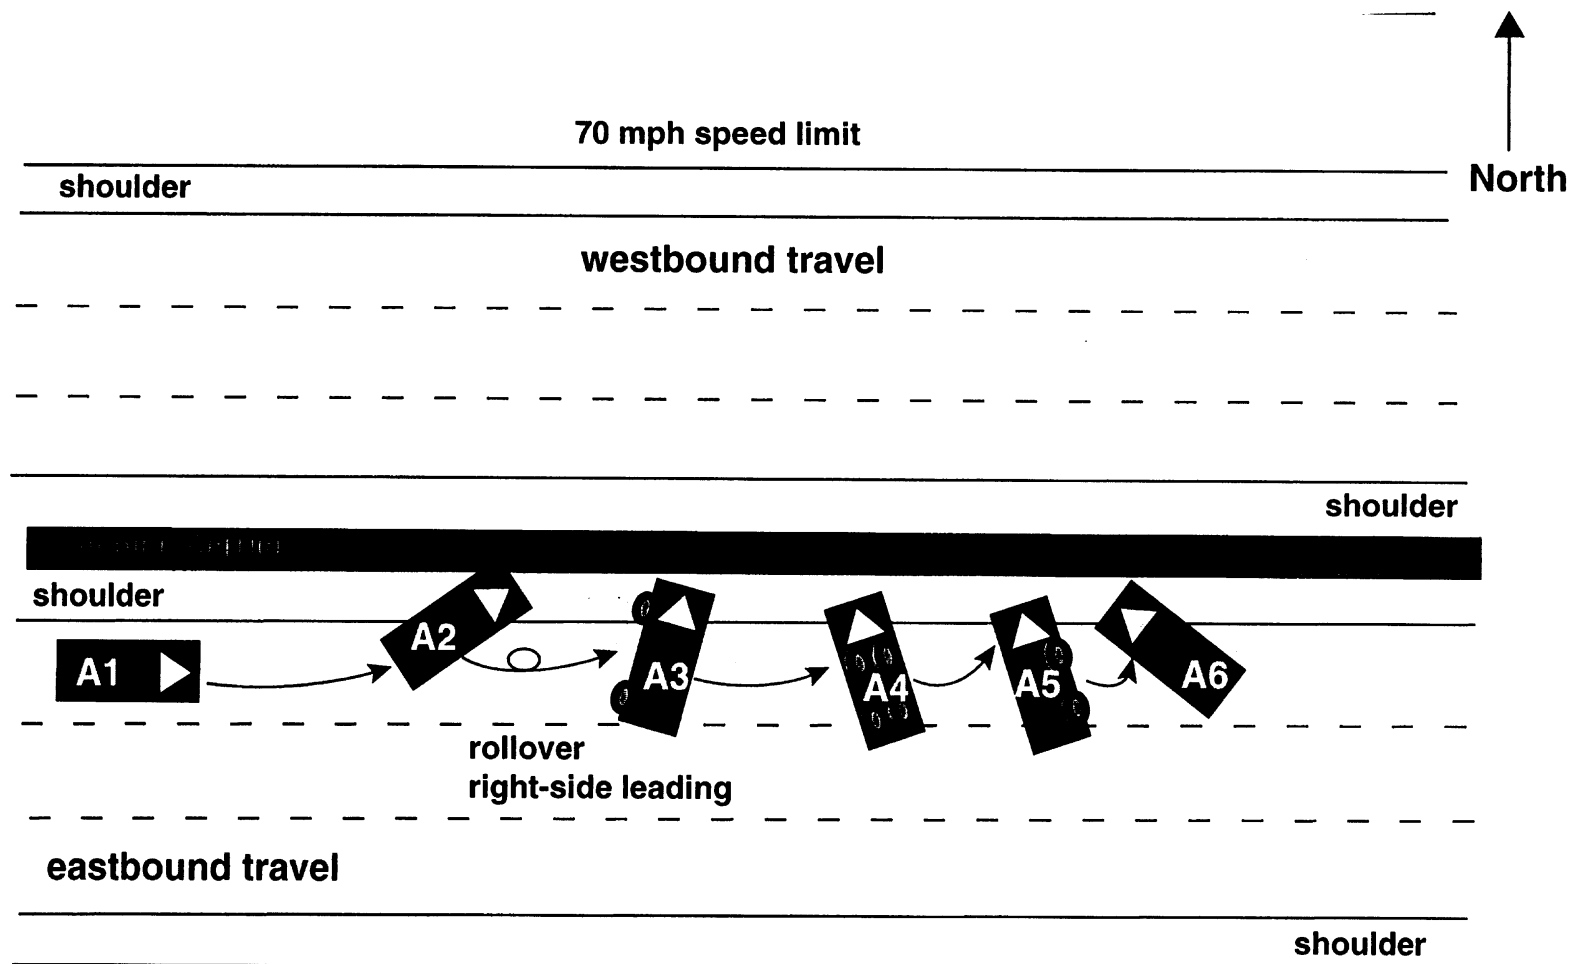 70 mph speed limit
shoulder
North
westbound travel
shoulder
shoulder
A1
A2
A3
A4
A5
A6
rollover
right-side leading
eastbound travel
shoulder